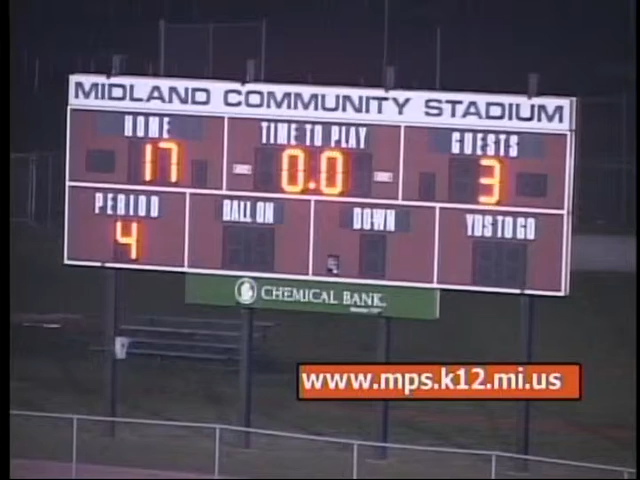 MIDLAND COMMUNITY STADIUM
HOME TIME TO PLAY GUESTS
17 0.0 3
PERIOD BALL ON DOWN YDS TO GO
4
CHEMICAL BANK
www.mps.k12.mi.us